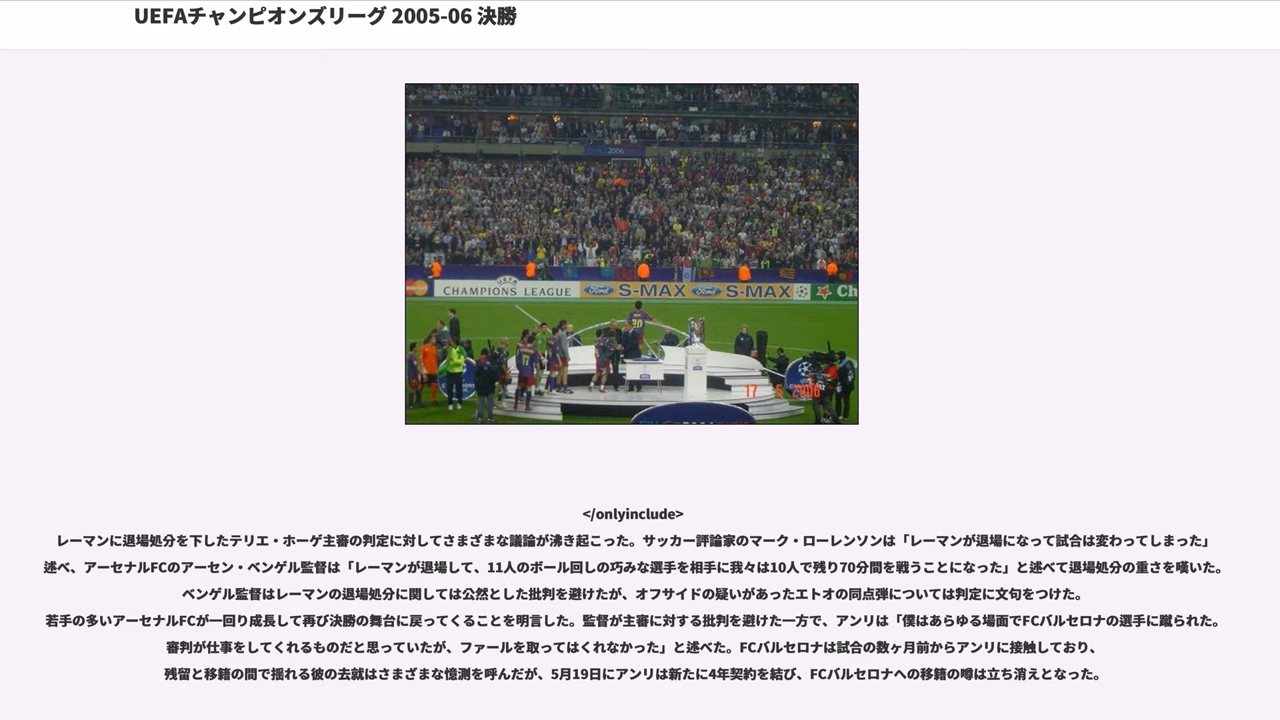 UEFAチャンピオンズリーグ 2005-06 決勝
2006
UEFA
CHAMPIONS LEAGUE
Ford S-MAX Ford S-MAX
20
17
17 5 2006
</onlyinclude>
レーマンに退場処分を下したテリエ・ホーゲ主審の判定に対してさまざまな議論が沸き起こった。サッカー評論家のマーク・ローレンソンは「レーマンが退場になって試合は変わってしまった」
述べ、アーセナルFCのアーセン・ベンゲル監督は「レーマンが退場して、11人のボール回しの巧みな選手を相手に我々は10人で残り70分間を戦うことになった」と述べて退場処分の重さを嘆いた。
ベンゲル監督はレーマンの退場処分に関しては公然とした批判を避けたが、オフサイドの疑いがあったエトオの同点弾については判定に文句をつけた。
若手の多いアーセナルFCが一回り成長して再び決勝の舞台に戻ってくることを明言した。監督が主審に対する批判を避けた一方で、アンリは「僕はあらゆる場面でFCバルセロナの選手に蹴られた。
審判が仕事をしてくれるものだと思っていたが、ファールを取ってはくれなかった」と述べた。FCバルセロナは試合の数ヶ月前からアンリに接触しており、
残留と移籍の間で揺れる彼の去就はさまざまな憶測を呼んだが、5月19日にアンリは新たに4年契約を結び、FCバルセロナへの移籍の噂は立ち消えとなった。